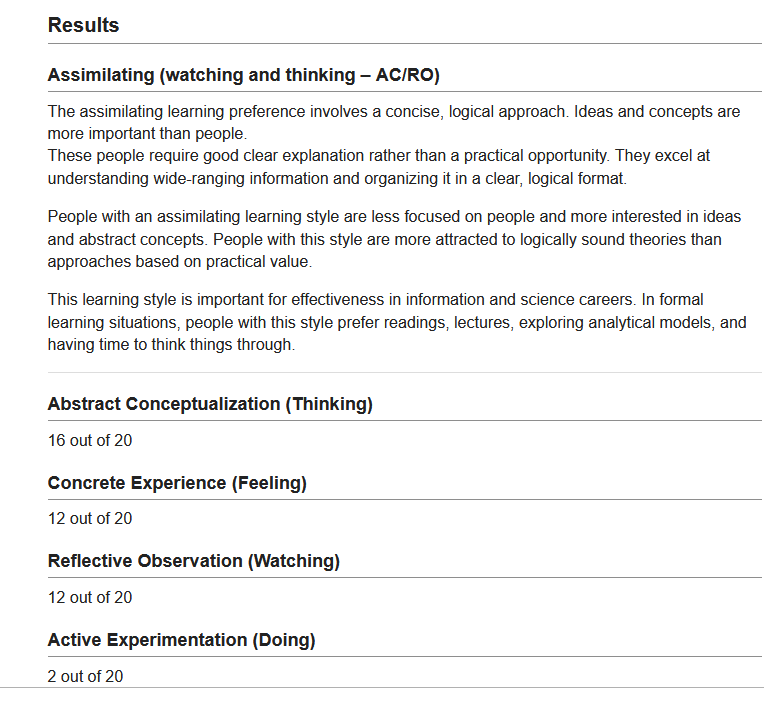 Results
Assimilating (watching and thinking – AC/RO)
The assimilating learning preference involves a concise, logical approach. Ideas and concepts are
more important than people.
These people require good clear explanation rather than a practical opportunity. They excel at
understanding wide-ranging information and organizing it in a clear, logical format.
People with an assimilating learning style are less focused on people and more interested in ideas
and abstract concepts. People with this style are more attracted to logically sound theories than
approaches based on practical value.
This learning style is important for effectiveness in information and science careers. In formal
learning situations, people with this style prefer readings, lectures, exploring analytical models, and
having time to think things through.
Abstract Conceptualization (Thinking)
16 out of 20
Concrete Experience (Feeling)
12 out of 20
Reflective Observation (Watching)
12 out of 20
Active Experimentation (Doing)
2 out of 20